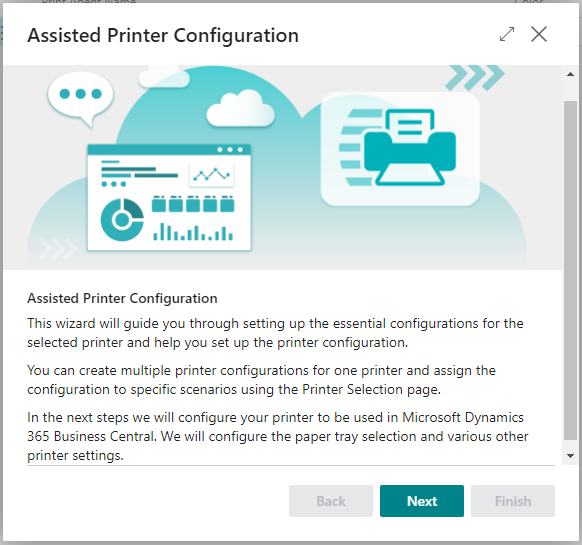 Print Agent Name
Color
Assisted Printer Configuration
Assisted Printer Configuration
This wizard will guide you through setting up the essential configurations for the
selected printer and help you set up the printer configuration.
You can create multiple printer configurations for one printer and assign the
configuration to specific scenarios using the Printer Selection page.
In the next steps we will configure your printer to be used in Microsoft Dynamics
365 Business Central. We will configure the paper tray selection and various other
printer settings.
Back
Next
Finish